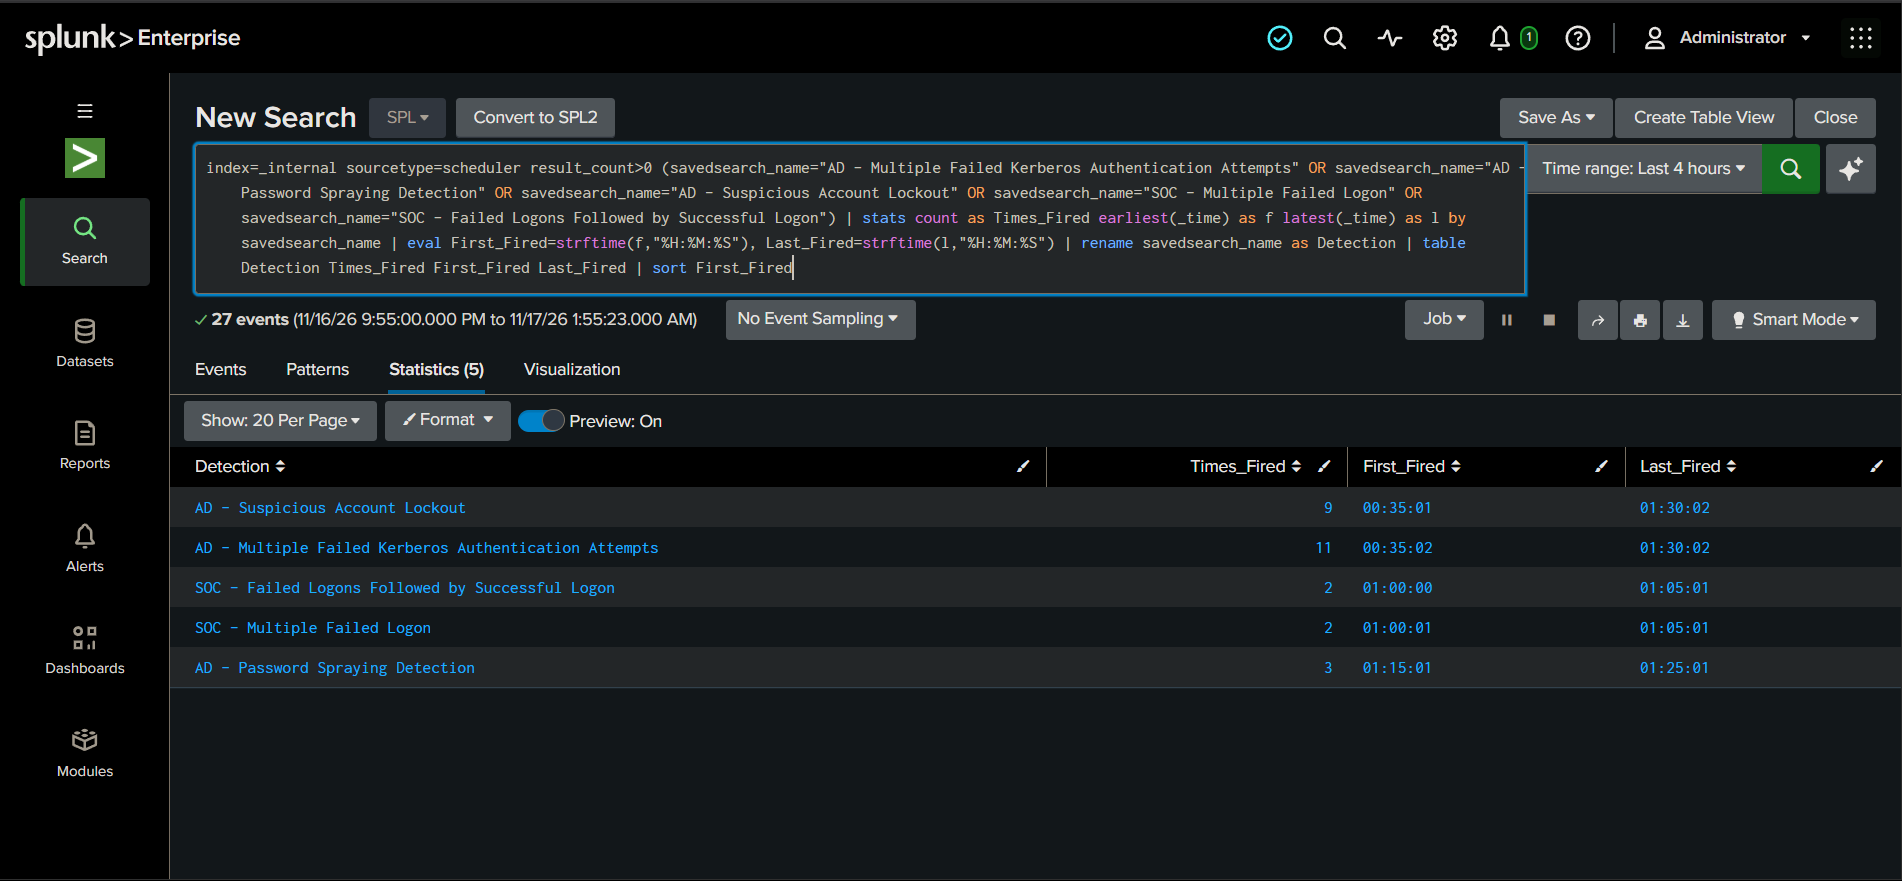 splunk> Enterprise
1
Administrator
New Search
SPL
Convert to SPL2
Save As
Create Table View
Close
index=_internal sourcetype=scheduler result_count>0 (savedsearch_name="AD - Multiple Failed Kerberos Authentication Attempts" OR savedsearch_name="AD -
Password Spraying Detection" OR savedsearch_name="AD - Suspicious Account Lockout" OR savedsearch_name="SOC - Multiple Failed Logon" OR
savedsearch_name="SOC - Failed Logons Followed by Successful Logon") | stats count as Times_Fired earliest(_time) as f latest(_time) as l by
savedsearch_name | eval First_Fired=strftime(f,"%H:%M:%S"), Last_Fired=strftime(l,"%H:%M:%S") | rename savedsearch_name as Detection | table
Detection Times_Fired First_Fired Last_Fired | sort First_Fired
Time range: Last 4 hours
27 events (11/16/26 9:55:00.000 PM to 11/17/26 1:55:23.000 AM)
No Event Sampling
Job
Smart Mode
Events
Patterns
Statistics (5)
Visualization
Show: 20 Per Page
Format
Preview: On
Detection Times_Fired First_Fired Last_Fired
AD - Suspicious Account Lockout 9 00:35:01 01:30:02
AD - Multiple Failed Kerberos Authentication Attempts 11 00:35:02 01:30:02
SOC - Failed Logons Followed by Successful Logon 2 01:00:00 01:05:01
SOC - Multiple Failed Logon 2 01:00:01 01:05:01
AD - Password Spraying Detection 3 01:15:01 01:25:01
Search
Datasets
Reports
Alerts
Dashboards
Modules